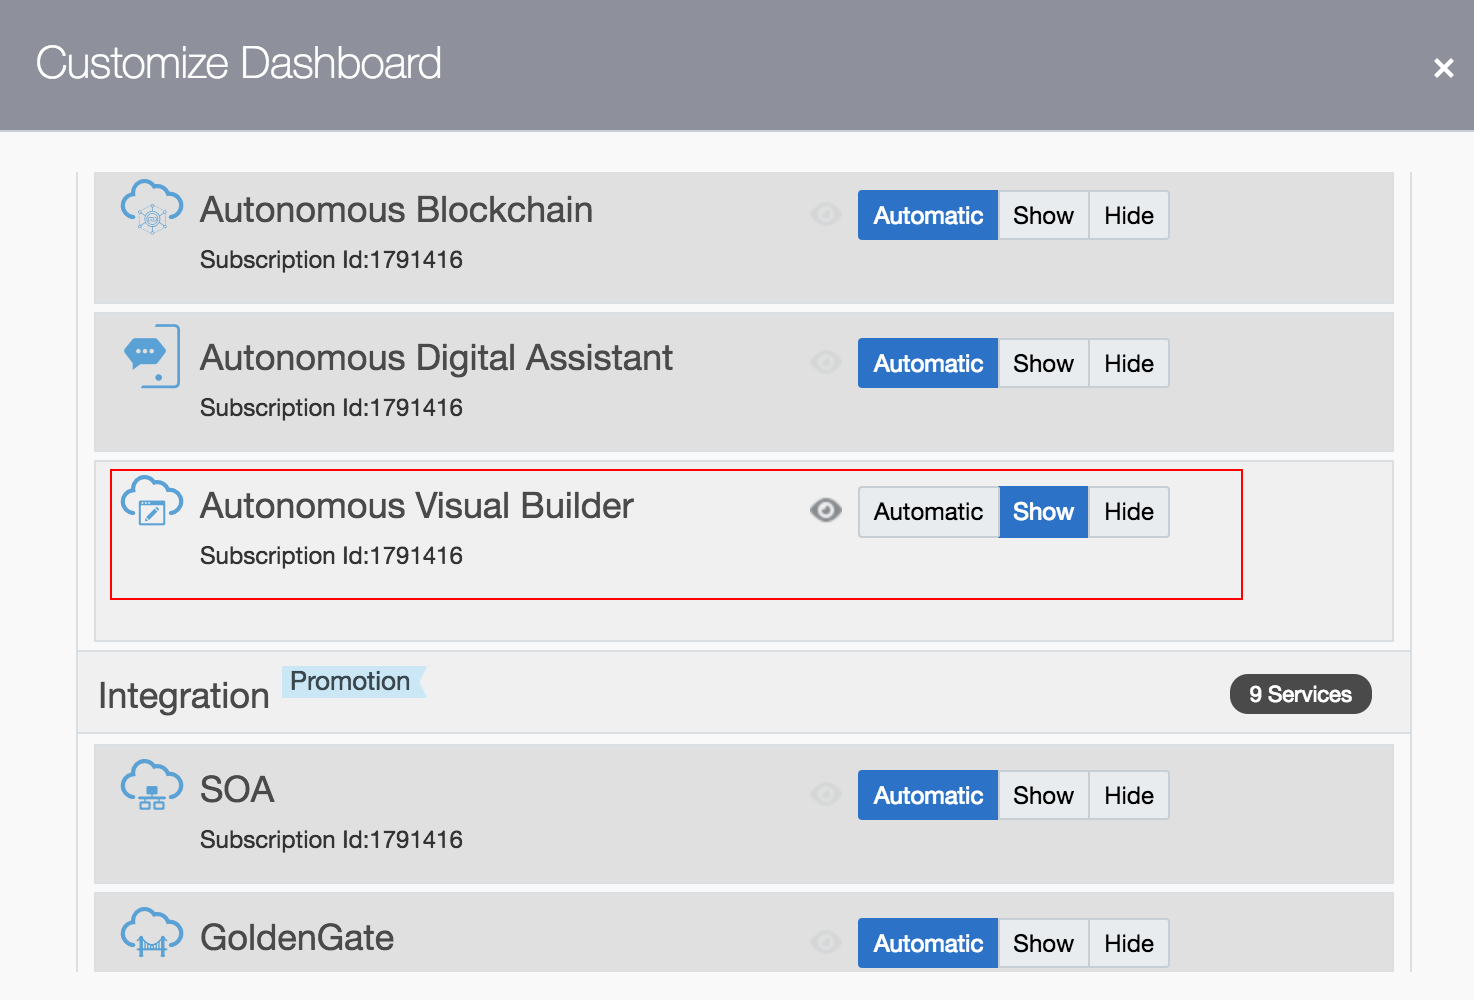 Customize Dashboard
Autonomous Blockchain
Automatic Show Hide
Subscription Id:1791416
Autonomous Digital Assistant
Automatic Show Hide
Subscription Id:1791416
Autonomous Visual Builder
Automatic Show Hide
Subscription Id:1791416
Integration Promotion
9 Services
SOA
Automatic Show Hide
Subscription Id:1791416
GoldenGate
Automatic Show Hide